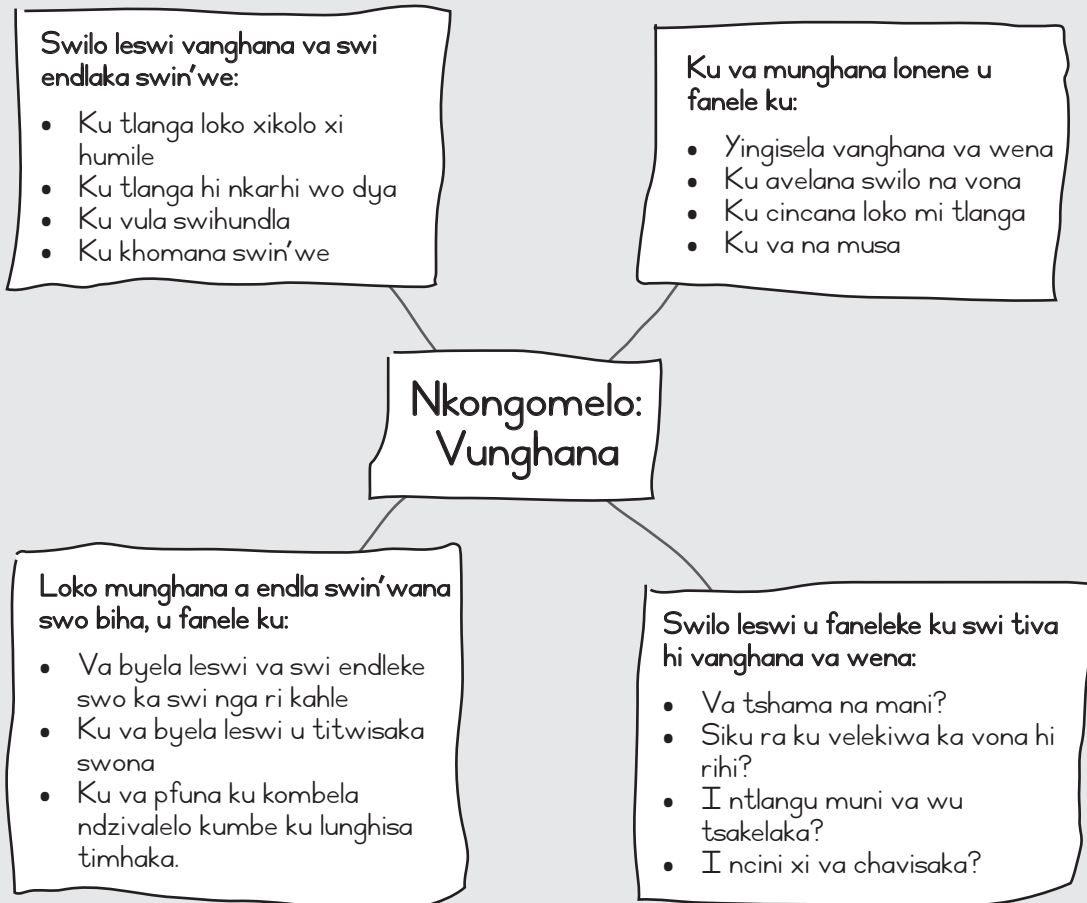 Swilo leswi vanghana va swi
endlaka swin'we:
• Ku tlanga loko xikolo xi
humile
• Ku tlanga hi nkarhi wo dya
• Ku vula swihundla
• Ku khomana swin'we
Ku va munghana lonene u
fanele ku:
• Yingisela vanghana va wena
• Ku avelana swilo na vona
• Ku cincana loko mi tlanga
• Ku va na musa
Nkongomelo:
Vunghana
Loko munghana a endla swin'wana
swo biha, u fanele ku:
• Va byela leswi va swi endleke
swo ka swi nga ri kahle
• Ku va byela leswi u titwisaka
swona
• Ku va pfuna ku kombela
ndzivalelo kumbe ku lunghisa
timhaka.
Swilo leswi u faneleke ku swi tiva
hi vanghana va wena:
• Va tshama na mani?
• Siku ra ku velekiwa ka vona hi
rihi?
• I ntlangu muni va wu
tsakelaka?
• I ncini xi va chavisaka?